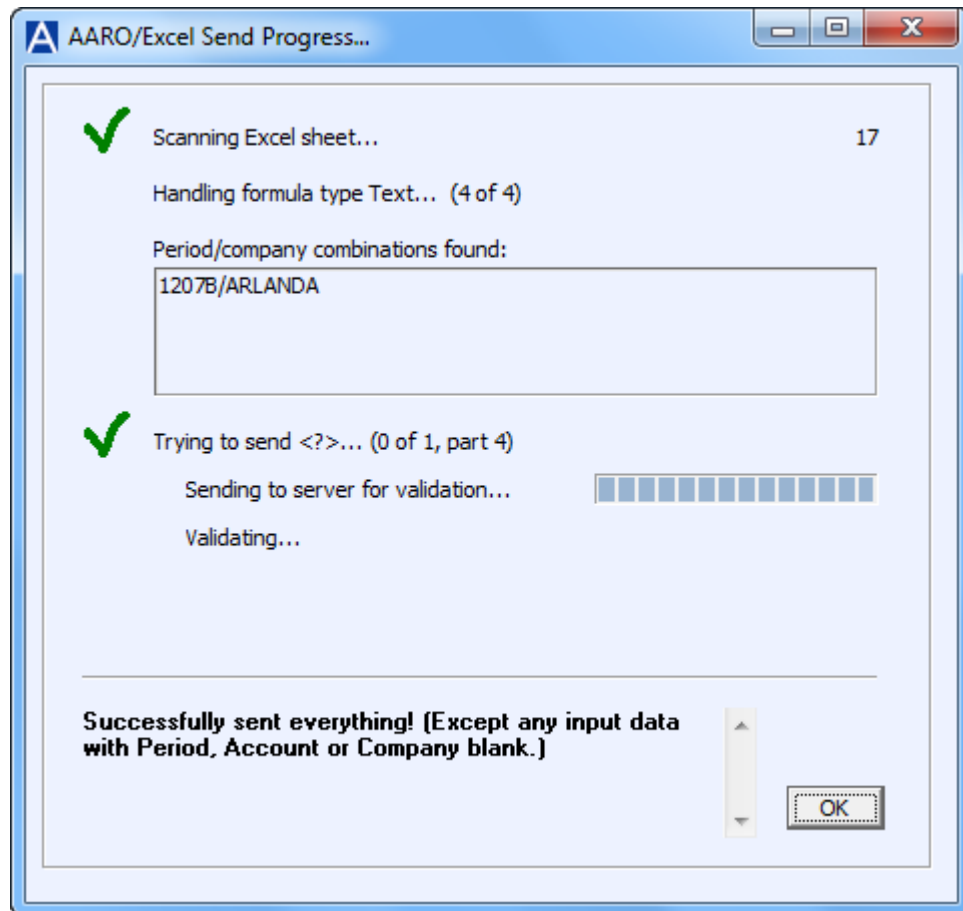 AARO/Excel Send Progress...
Scanning Excel sheet... 17
Handling formula type Text... (4 of 4)
Period/company combinations found:
1207B/ARLANDA
Trying to send <?>... (0 of 1, part 4)
Sending to server for validation...
Validating...
Successfully sent everything! (Except any input data
with Period, Account or Company blank.)
OK